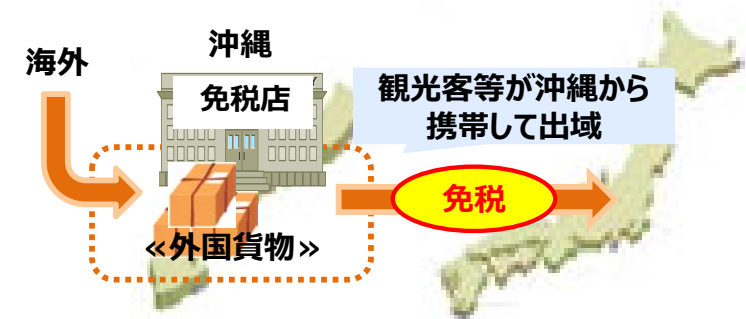 海外
沖縄
免税店
«外国貨物»
観光客等が沖縄から
携帯して出域
免税